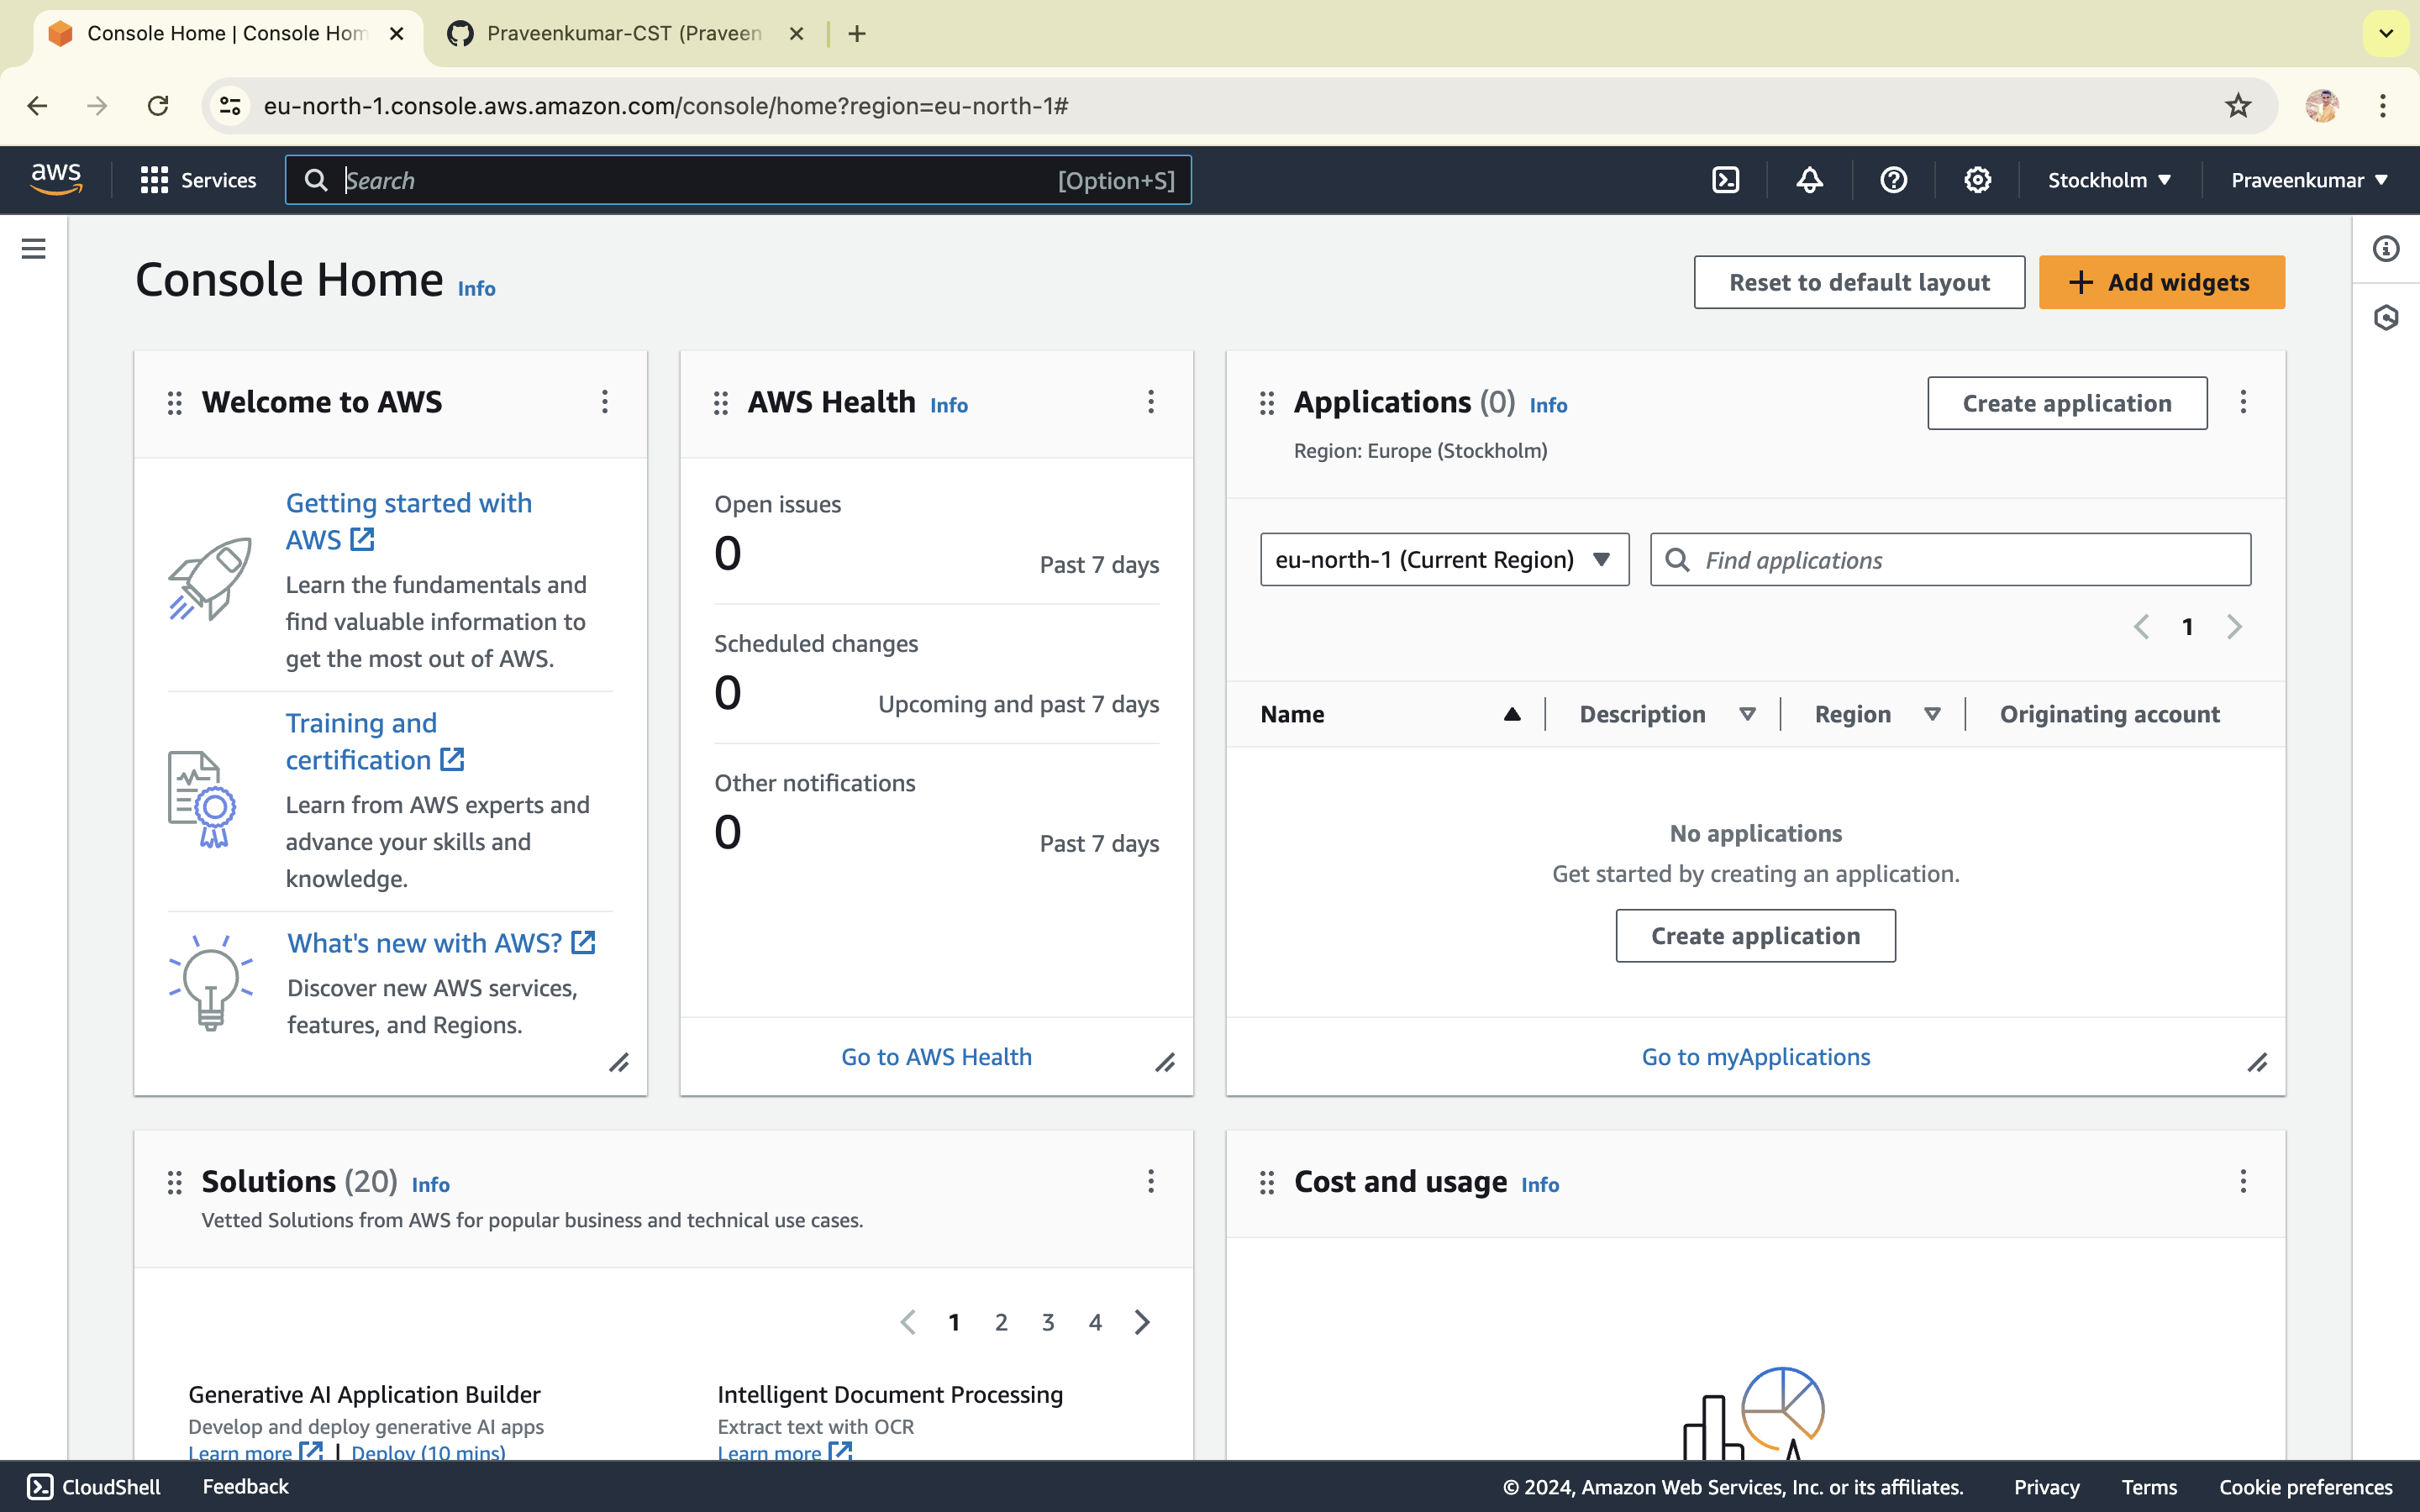 Console Home | Console Hom
Praveenkumar-CST (Praveen
eu-north-1.console.aws.amazon.com/console/home?region=eu-north-1#
aws
Services
Search
[Option+S]
Stockholm
Praveenkumar
Console Home Info
Reset to default layout
Add widgets
Welcome to AWS
Getting started with
AWS
Learn the fundamentals and
find valuable information to
get the most out of AWS.
Training and
certification
Learn from AWS experts and
advance your skills and
knowledge.
What's new with AWS?
Discover new AWS services,
features, and Regions.
AWS Health Info
Open issues
0
Past 7 days
Scheduled changes
0
Upcoming and past 7 days
Other notifications
0
Past 7 days
Go to AWS Health
Applications (0) Info
Create application
Region: Europe (Stockholm)
eu-north-1 (Current Region)
Find applications
1
Name
Description
Region
Originating account
No applications
Get started by creating an application.
Create application
Go to myApplications
Solutions (20) Info
Vetted Solutions from AWS for popular business and technical use cases.
1 2 3 4
Generative AI Application Builder
Develop and deploy generative AI apps
Learn more | Deploy (10 mins)
Intelligent Document Processing
Extract text with OCR
Learn more
Cost and usage Info
CloudShell
Feedback
© 2024, Amazon Web Services, Inc. or its affiliates.
Privacy
Terms
Cookie preferences